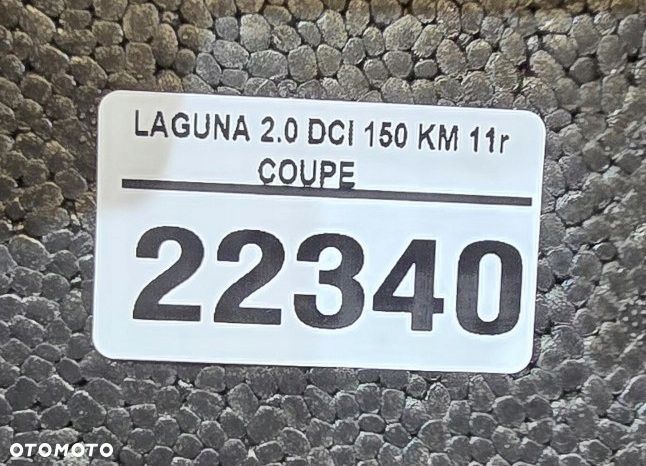 LAGUNA 2.0 DCI 150 KM 11r
COUPE
22340
OTOMOTO